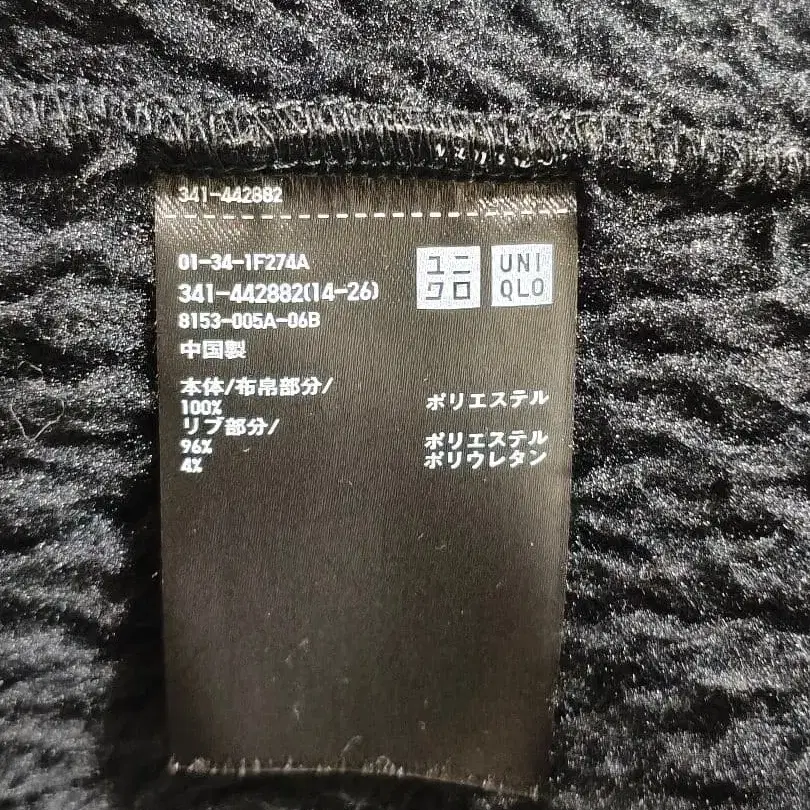 341-442882
01-34-1F274A
341-442882(14-26)
8153-005A-06B
中国製
ユニ
クロ
UNI
QLO
本体/布帛部分/
100% ポリエステル
リブ部分/
96% ポリエステル
4% ポリウレタン